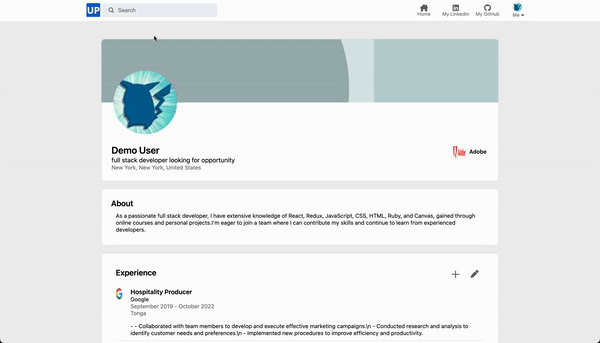 UP Search Home My LinkedIn My GitHub Me
Demo User
full stack developer looking for opportunity
New York, New York, United States
Adobe
About
As a passionate full stack developer, I have extensive knowledge of React, Redux, JavaScript, CSS, HTML, Ruby, and Canvas, gained through
online courses and personal projects.I'm eager to join a team where I can contribute my skills and continue to learn from experienced
developers.
Experience
Hospitality Producer
Google
September 2019 - October 2022
Tonga
- - Collaborated with team members to develop and execute effective marketing campaigns.\n - Conducted research and analysis to
identify customer needs and preferences.\n - Implemented new procedures to improve efficiency and productivity.